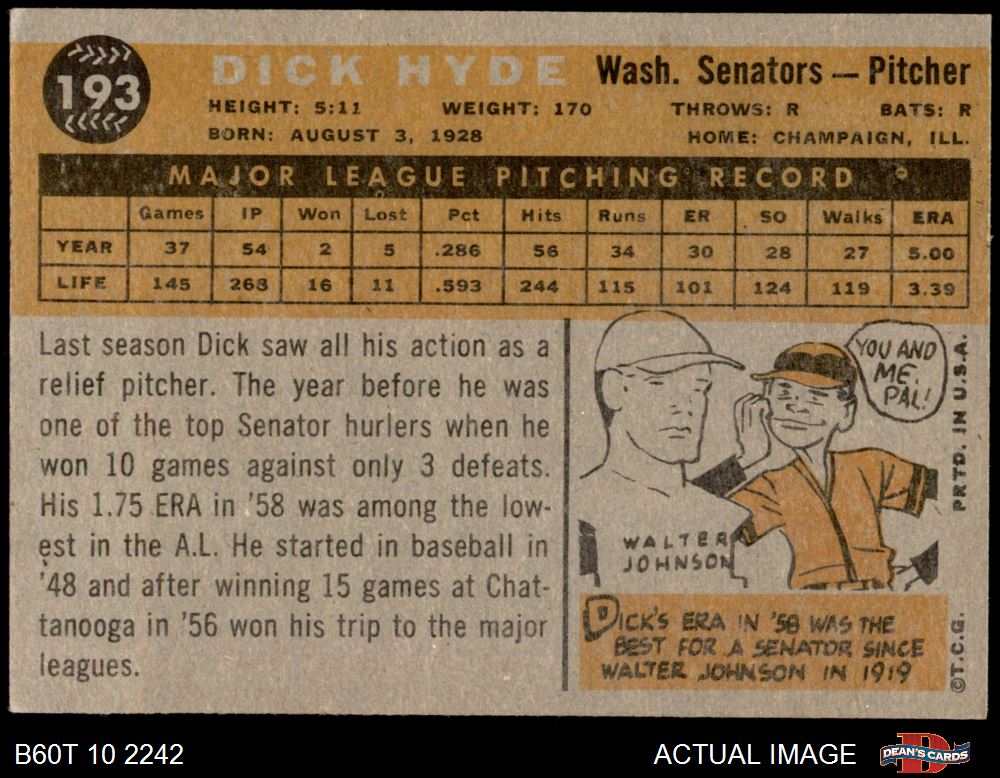 193
DICK HYDE Wash. Senators — Pitcher
HEIGHT: 5:11 WEIGHT: 170 THROWS: R BATS: R
BORN: AUGUST 3, 1928 HOME: CHAMPAIGN, ILL.
MAJOR LEAGUE PITCHING RECORD
Games IP Won Lost Pct Hits Runs ER SO Walks ERA
YEAR 37 54 2 5 .286 56 34 30 28 27 5.00
LIFE 145 268 16 11 .593 244 115 101 124 119 3.39
Last season Dick saw all his action as a
relief pitcher. The year before he was
one of the top Senator hurlers when he
won 10 games against only 3 defeats.
His 1.75 ERA in '58 was among the low-
est in the A.L. He started in baseball in
'48 and after winning 15 games at Chat-
tanooga in '56 won his trip to the major
leagues.
YOU AND
ME,
PAL!
WALTER
JOHNSON
DICK'S ERA IN '58 WAS THE
BEST FOR A SENATOR SINCE
WALTER JOHNSON IN 1919
PRTD. IN U.S.A.
©T.C.G.
B60T 10 2242 ACTUAL IMAGE
DEAN'S CARDS